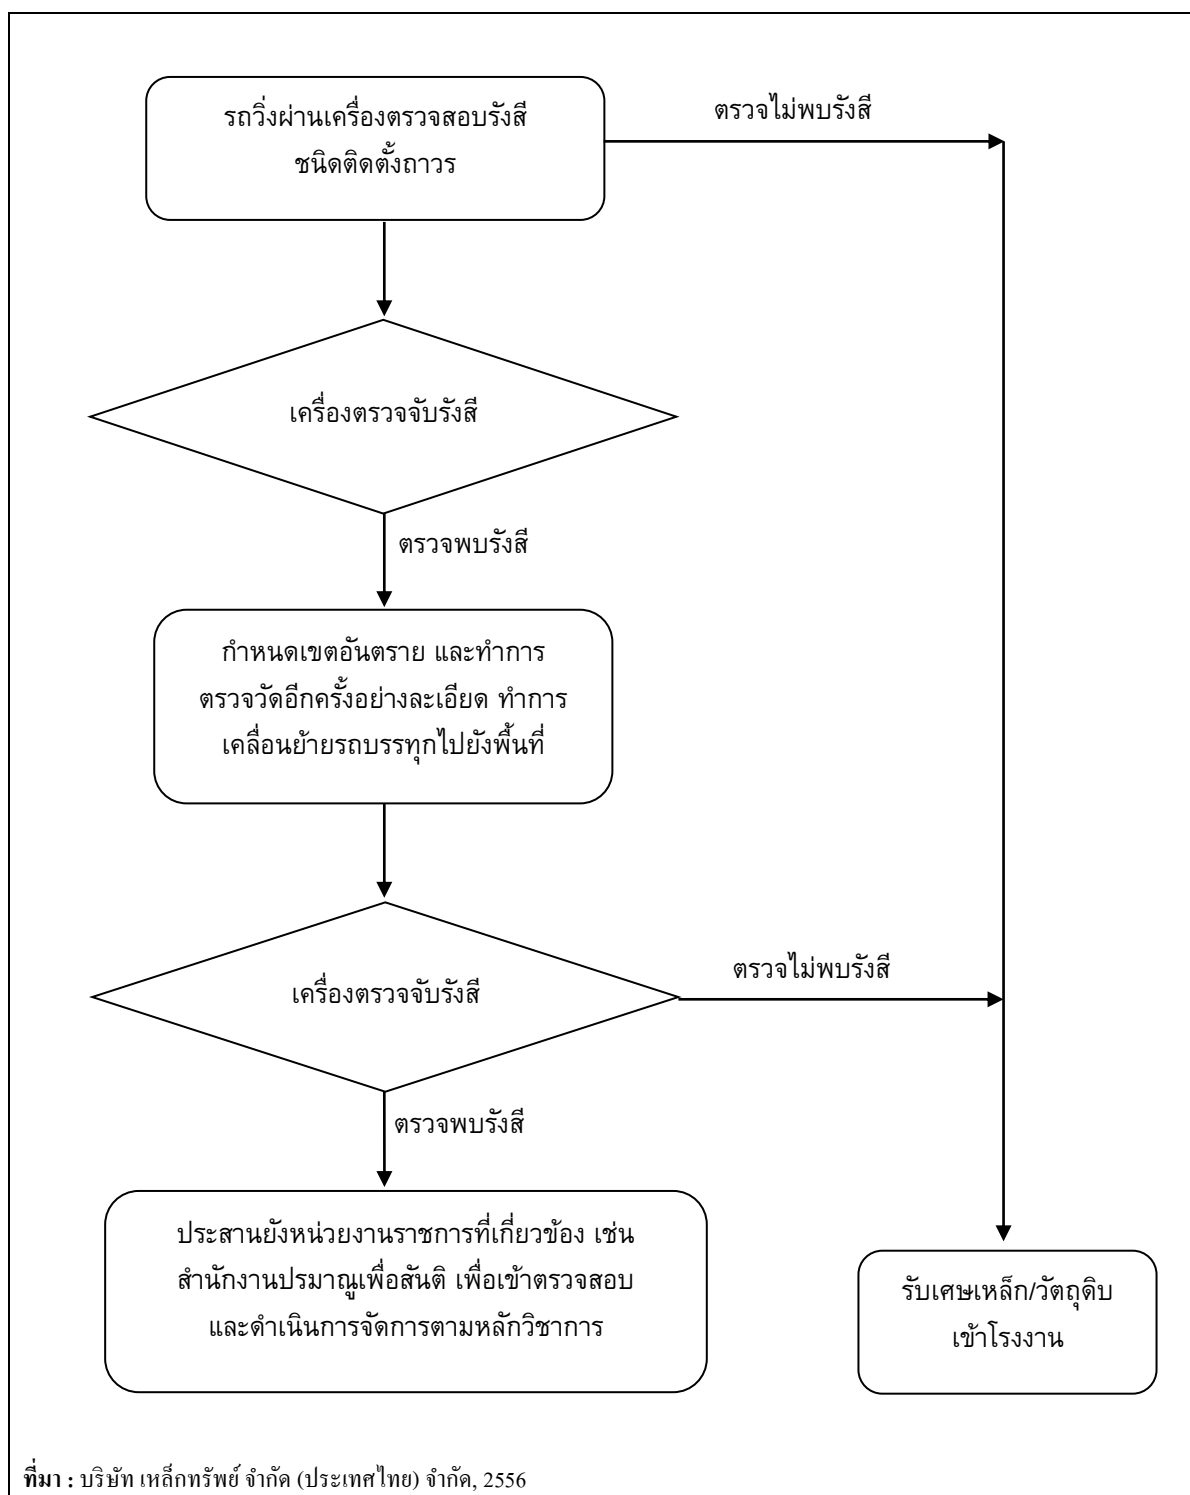 รถวิ่งผ่านเครื่องตรวจสอบรังสี
ชนิดติดตั้งถาวร
ตรวจไม่พบรังสี
เครื่องตรวจจับรังสี
ตรวจพบรังสี
กำหนดเขตอันตราย และทำการ
ตรวจวัดอีกครั้งอย่างละเอียด ทำการ
เคลื่อนย้ายรถบรรทุกไปยังพื้นที่
เครื่องตรวจจับรังสี
ตรวจไม่พบรังสี
ตรวจพบรังสี
ประสานยังหน่วยงานราชการที่เกี่ยวข้อง เช่น
สำนักงานปรมาณูเพื่อสันติ เพื่อเข้าตรวจสอบ
และดำเนินการจัดการตามหลักวิชาการ
รับเศษเหล็ก/วัตถุดิบ
เข้าโรงงาน
ที่มา : บริษัท เหล็กทรัพย์ จำกัด (ประเทศไทย) จำกัด, 2556